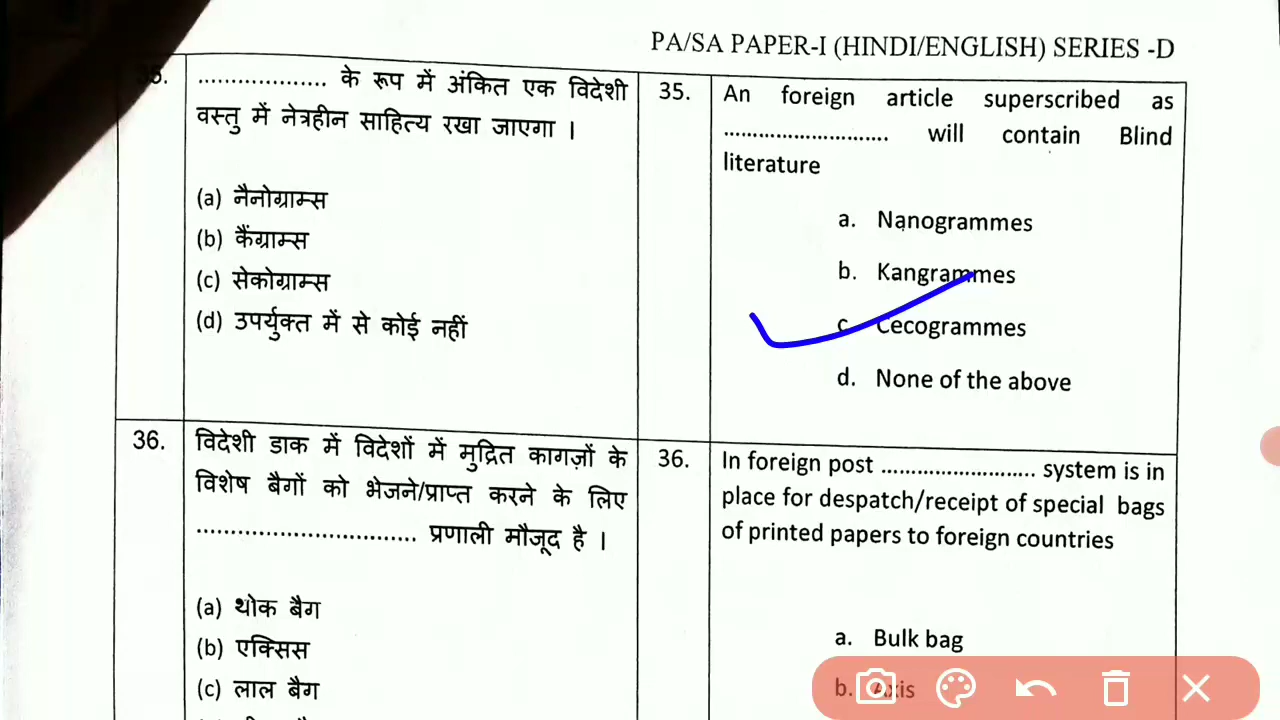 PA/SA PAPER-I (HINDI/ENGLISH) SERIES -D
35.
................... के रूप में अंकित एक विदेशी
वस्तु में नेत्रहीन साहित्य रखा जाएगा ।
(a) नैनोग्राम्स
(b) कैंग्राम्स
(c) सेकोग्राम्स
(d) उपर्युक्त में से कोई नहीं
35.
An foreign article superscribed as
............................ will contain Blind
literature
a. Nanogrammes
b. Kangrammes
c. Cecogrammes
d. None of the above
36.
विदेशी डाक में विदेशों में मुद्रित कागज़ों के
विशेष बैगों को भेजने/प्राप्त करने के लिए
................................. प्रणाली मौजूद है ।
(a) थोक बैग
(b) एक्सिस
(c) लाल बैग
36.
In foreign post .......................... system is in
place for despatch/receipt of special bags
of printed papers to foreign countries
a. Bulk bag
b. Axis